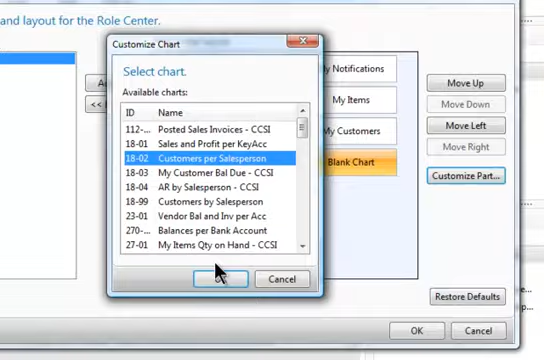 and layout for the Role Center.
Customize Chart
Select chart.
Available charts:
ID Name
112-... Posted Sales Invoices - CCSI
18-01 Sales and Profit per KeyAcc
18-02 Customers per Salesperson
18-03 My Customer Bal Due - CCSI
18-04 AR by Salesperson - CCSI
18-99 Customers by Salesperson
23-01 Vendor Bal and Inv per Acc
270-... Balances per Bank Account
27-01 My Items Qty on Hand - CCSI
Cancel
<<
Notifications
My Items
My Customers
Blank Chart
Move Up
Move Down
Move Left
Move Right
Customize Part...
Restore Defaults
OK
Cancel